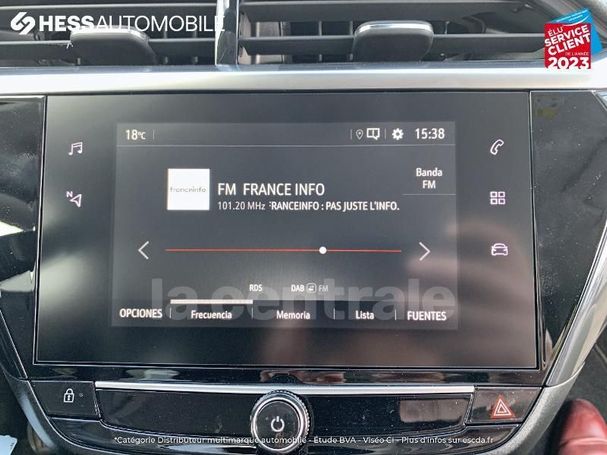 HESSAUTOMOBILE
ÉLU
SERVICE
CLIENT
DE L'ANNÉE
2023
18°C
15:38
franceinfo:
FM FRANCE INFO
101.20 MHz :RANCEINFO : PAS JUSTE L'INFO.
Banda
FM
N
RDS
DAB FM
la centrale
OPCIONES
Frecuencia
Memoria
Lista
FUENTES
*Catégorie Distributeur multimarque automobile - Étude BVA - Viséo CI - Plus d'infos sur escda.fr